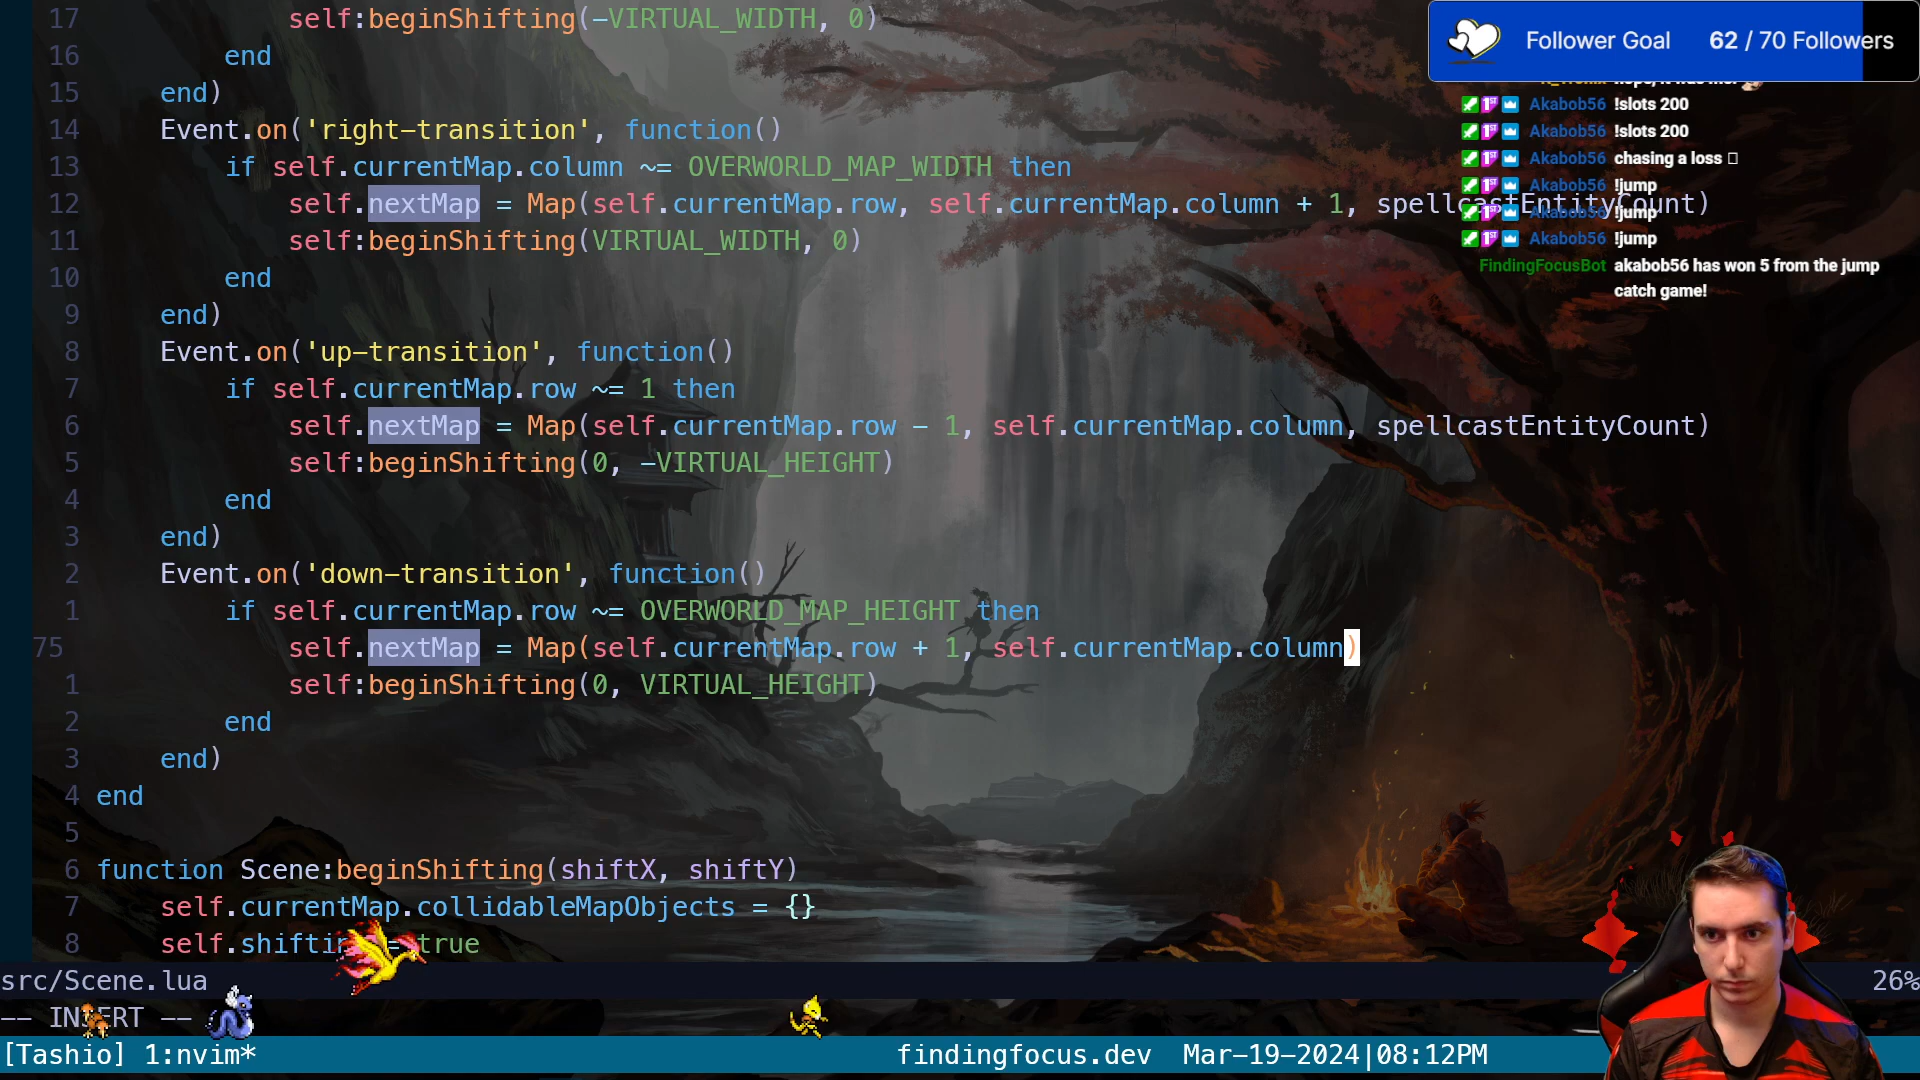 17 self:beginShifting(-VIRTUAL_WIDTH, 0)
16 end
15 end)
14 Event.on('right-transition', function()
13 if self.currentMap.column ~= OVERWORLD_MAP_WIDTH then
12 self.nextMap = Map(self.currentMap.row, self.currentMap.column + 1, spellcastEntityCount)
11 self:beginShifting(VIRTUAL_WIDTH, 0)
10 end
9 end)
8 Event.on('up-transition', function()
7 if self.currentMap.row ~= 1 then
6 self.nextMap = Map(self.currentMap.row - 1, self.currentMap.column, spellcastEntityCount)
5 self:beginShifting(0, -VIRTUAL_HEIGHT)
4 end
3 end)
2 Event.on('down-transition', function()
1 if self.currentMap.row ~= OVERWORLD_MAP_HEIGHT then
75 self.nextMap = Map(self.currentMap.row + 1, self.currentMap.column)
1 self:beginShifting(0, VIRTUAL_HEIGHT)
2 end
3 end)
4 end
5
6 function Scene:beginShifting(shiftX, shiftY)
7 self.currentMap.collidableMapObjects = {}
8 self.shifting = true
src/Scene.lua 26%
-- INSERT --
[Tashio] 1:nvim* findingfocus.dev Mar-19-2024|08:12PM
Follower Goal 62 / 70 Followers
Akabob56 !slots 200
Akabob56 !slots 200
Akabob56 chasing a loss
Akabob56 !jump
Akabob56 !jump
Akabob56 !jump
FindingFocusBot akabob56 has won 5 from the jump
catch game!